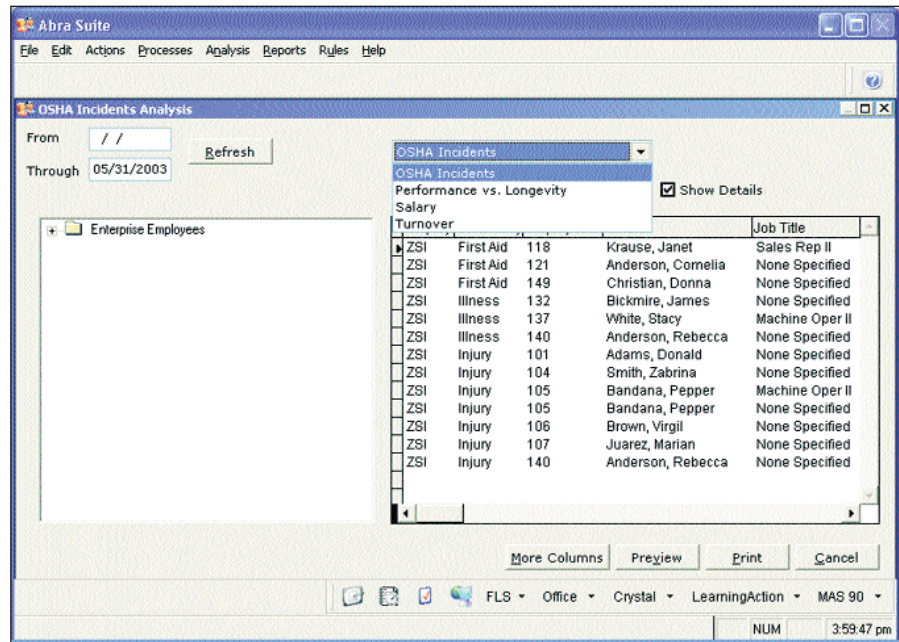 Abra Suite
File Edit Actions Processes Analysis Reports Rules Help
OSHA Incidents Analysis
From / /
Refresh
Through 05/31/2003
OSHA Incidents
OSHA Incidents
Performance vs. Longevity
Salary
Turnover
Show Details
Enterprise Employees
Job Title
ZSI First Aid 118 Krause, Janet Sales Rep II
ZSI First Aid 121 Anderson, Cornelia None Specified
ZSI First Aid 149 Christian, Donna None Specified
ZSI Illness 132 Bickmire, James None Specified
ZSI Illness 137 White, Stacy Machine Oper II
ZSI Illness 140 Anderson, Rebecca None Specified
ZSI Injury 101 Adams, Donald None Specified
ZSI Injury 104 Smith, Zabrina None Specified
ZSI Injury 105 Bandana, Pepper Machine Oper II
ZSI Injury 105 Bandana, Pepper None Specified
ZSI Injury 106 Brown, Virgil None Specified
ZSI Injury 107 Juarez, Marian None Specified
ZSI Injury 140 Anderson, Rebecca None Specified
More Columns Preview Print Cancel
FLS Office Crystal LearningAction MAS 90
NUM 3:59:47 pm